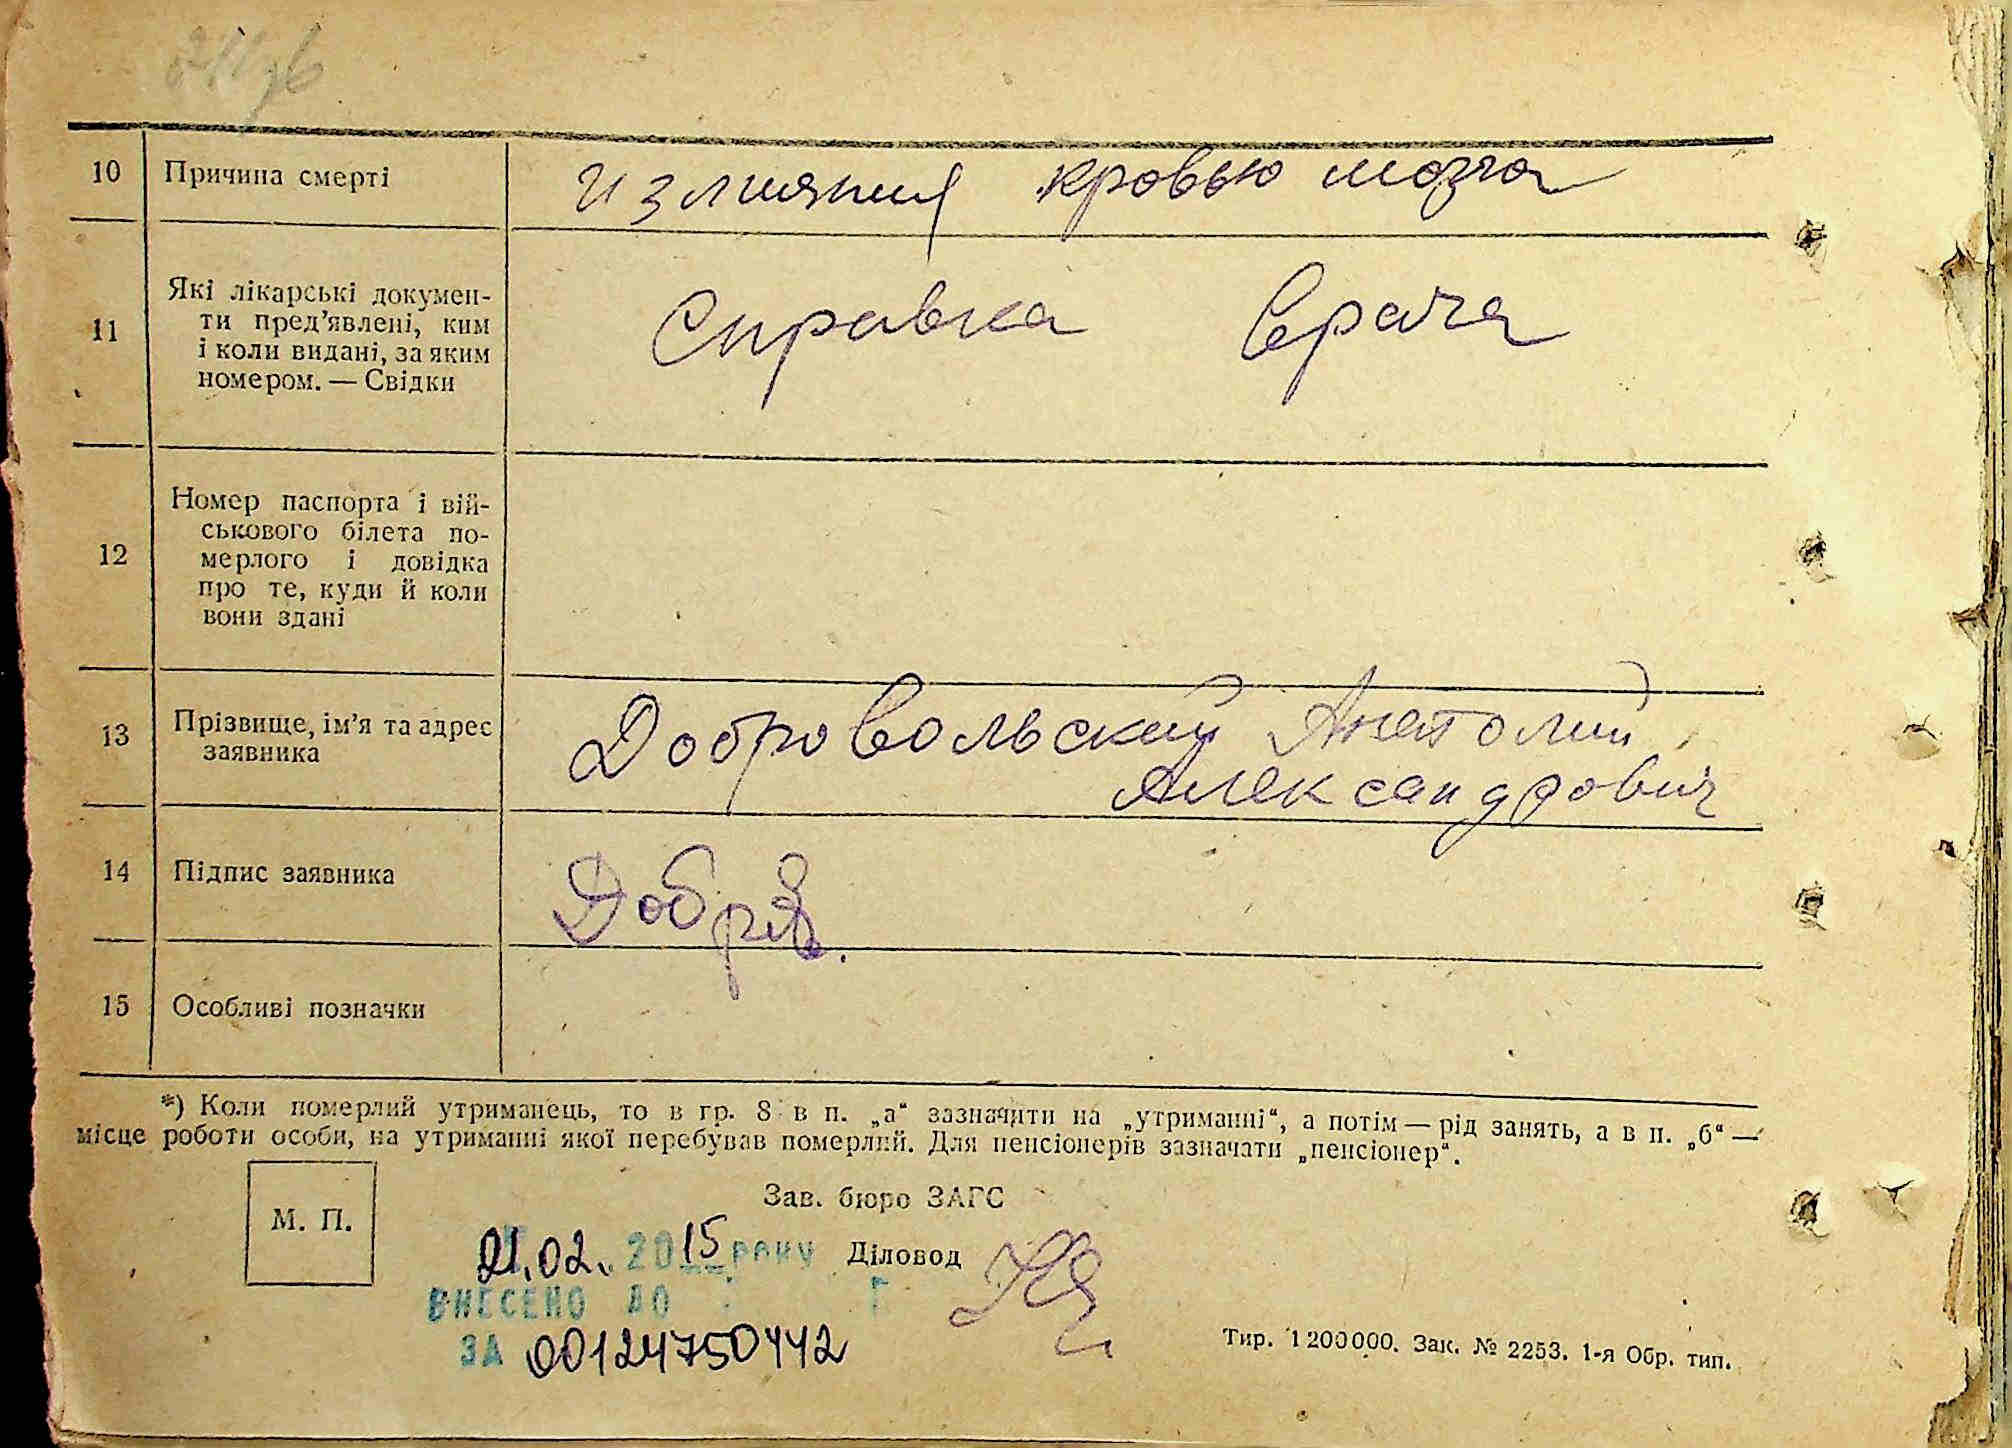 10 Причина смерті излияния кровью мозга
11 Які лікарські докумен-
ти пред’явлені, ким
і коли видані, за яким
номером. — Свідки
Справка врача
12 Номер паспорта і вій-
ськового білета по-
мерлого і довідка
про те, куди й коли
вони здані
13 Прізвище, ім’я та адрес
заявника
Добровольский Анатолий
Александрович
14 Підпис заявника
15 Особливі позначки
*) Коли померлий утриманець, то в гр. 8 в п. „а“ зазначити на „утриманні“, а потім — рід занять, а в п. „б“ —
місце роботи особи, на утриманні якої перебував померлий. Для пенсіонерів зазначати „пенсіонер“.
М. П.
Зав. бюро ЗАГС
02. 2015 року Діловод
ВНЕСЕНО ДО
ЗА 00124750442
Тир. 1200000. Зак. № 2253. 1-я Обр. тип.